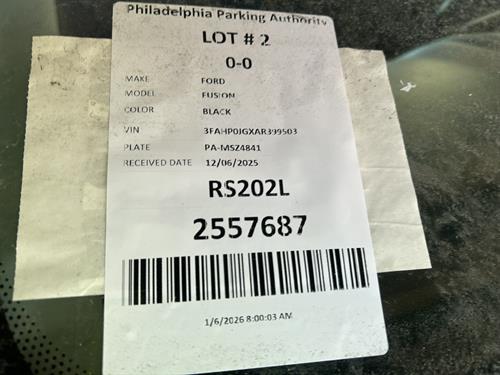 Philadelphia Parking Authority
LOT # 2
0-0
MAKE FORD
MODEL FUSION
COLOR BLACK
VIN 3FAHP0JGXAR399503
PLATE PA-MSZ4841
RECEIVED DATE 12/06/2025
RS202L
2557687
1/6/2026 8:00:03 AM